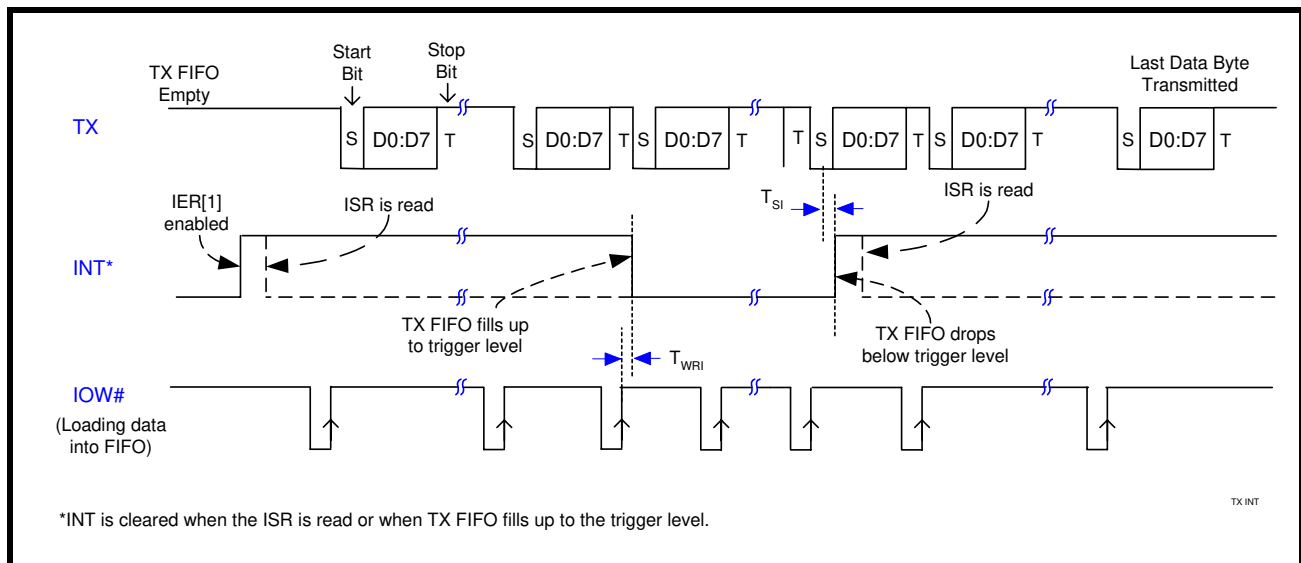 TX FIFO
Empty
Start
Bit
Stop
Bit
Last Data Byte
Transmitted
TX
S D0:D7 T S D0:D7 T S D0:D7 T T S D0:D7 T S D0:D7 T S D0:D7 T
IER[1]
enabled
ISR is read
TSI
ISR is read
INT*
TX FIFO fills up
to trigger level
TX FIFO drops
below trigger level
TWRI
IOW#
(Loading data
into FIFO)
TX INT
*INT is cleared when the ISR is read or when TX FIFO fills up to the trigger level.